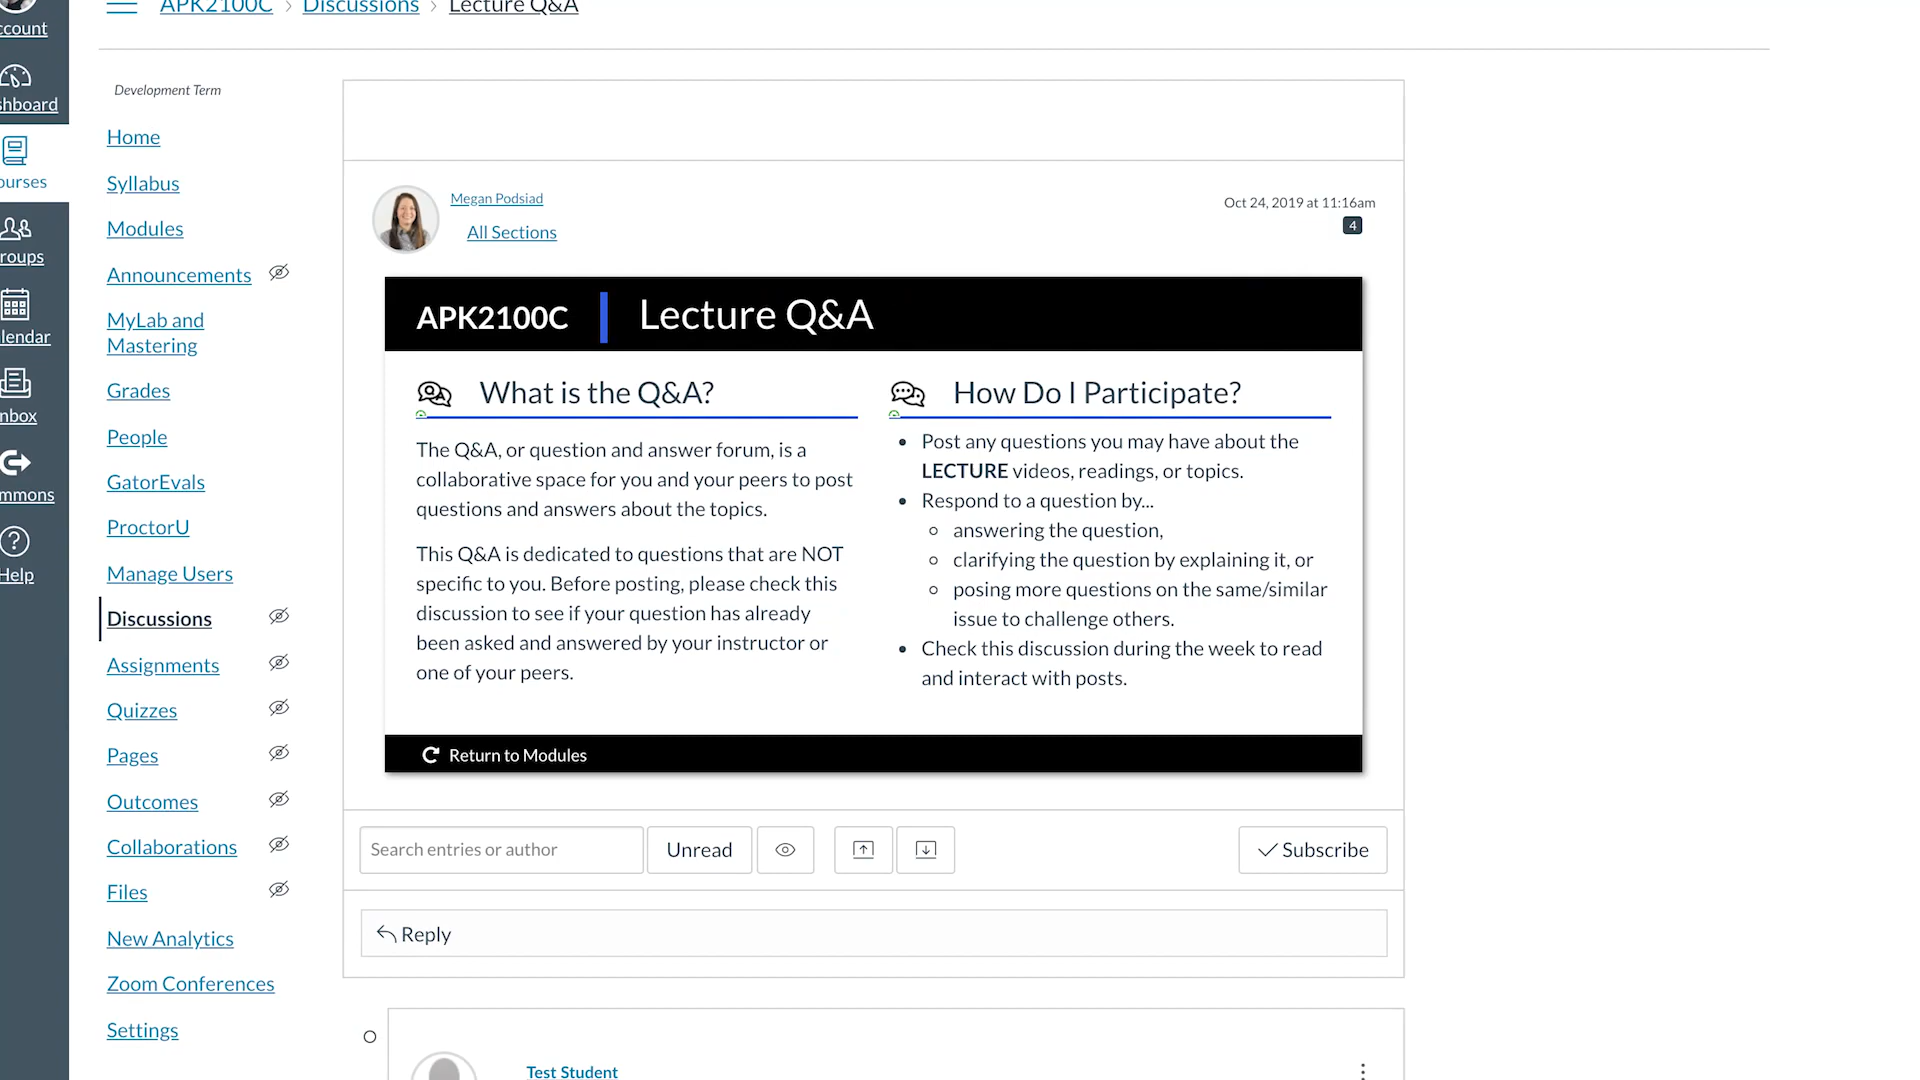 APK2100C > Discussions > Lecture Q&A
ccount
shboard
ourses
roups
lendar
nbox
mmons
Help
Development Term
Home
Syllabus
Modules
Announcements
MyLab and
Mastering
Grades
People
GatorEvals
ProctorU
Manage Users
Discussions
Assignments
Quizzes
Pages
Outcomes
Collaborations
Files
New Analytics
Zoom Conferences
Settings
Megan Podsiad
All Sections
Oct 24, 2019 at 11:16am
4
APK2100C Lecture Q&A
What is the Q&A?
The Q&A, or question and answer forum, is a
collaborative space for you and your peers to post
questions and answers about the topics.
This Q&A is dedicated to questions that are NOT
specific to you. Before posting, please check this
discussion to see if your question has already
been asked and answered by your instructor or
one of your peers.
How Do I Participate?
Post any questions you may have about the
LECTURE videos, readings, or topics.
Respond to a question by...
answering the question,
clarifying the question by explaining it, or
posing more questions on the same/similar
issue to challenge others.
Check this discussion during the week to read
and interact with posts.
Return to Modules
Search entries or author
Unread
Subscribe
Reply
Test Student